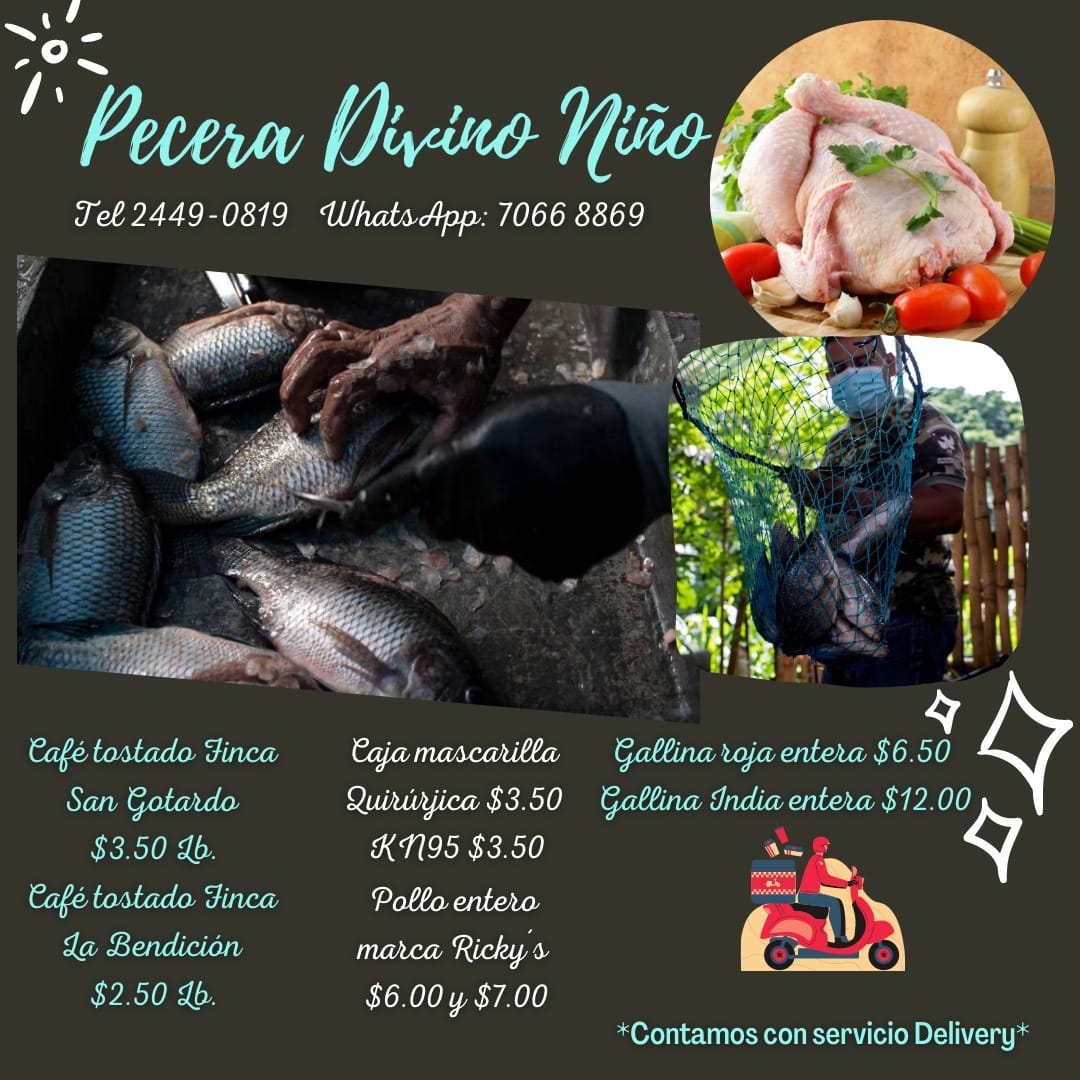 Pecera Divino Niño
Tel 2449-0819 WhatsApp: 7066 8869
Café tostado Finca
San Gotardo
$3.50 Lb.
Café tostado Finca
La Bendición
$2.50 Lb.
Caja mascarilla
Quirúrjica $3.50
KN95 $3.50
Pollo entero
marca Ricky´s
$6.00 y $7.00
Gallina roja entera $6.50
Gallina India entera $12.00
*Contamos con servicio Delivery*